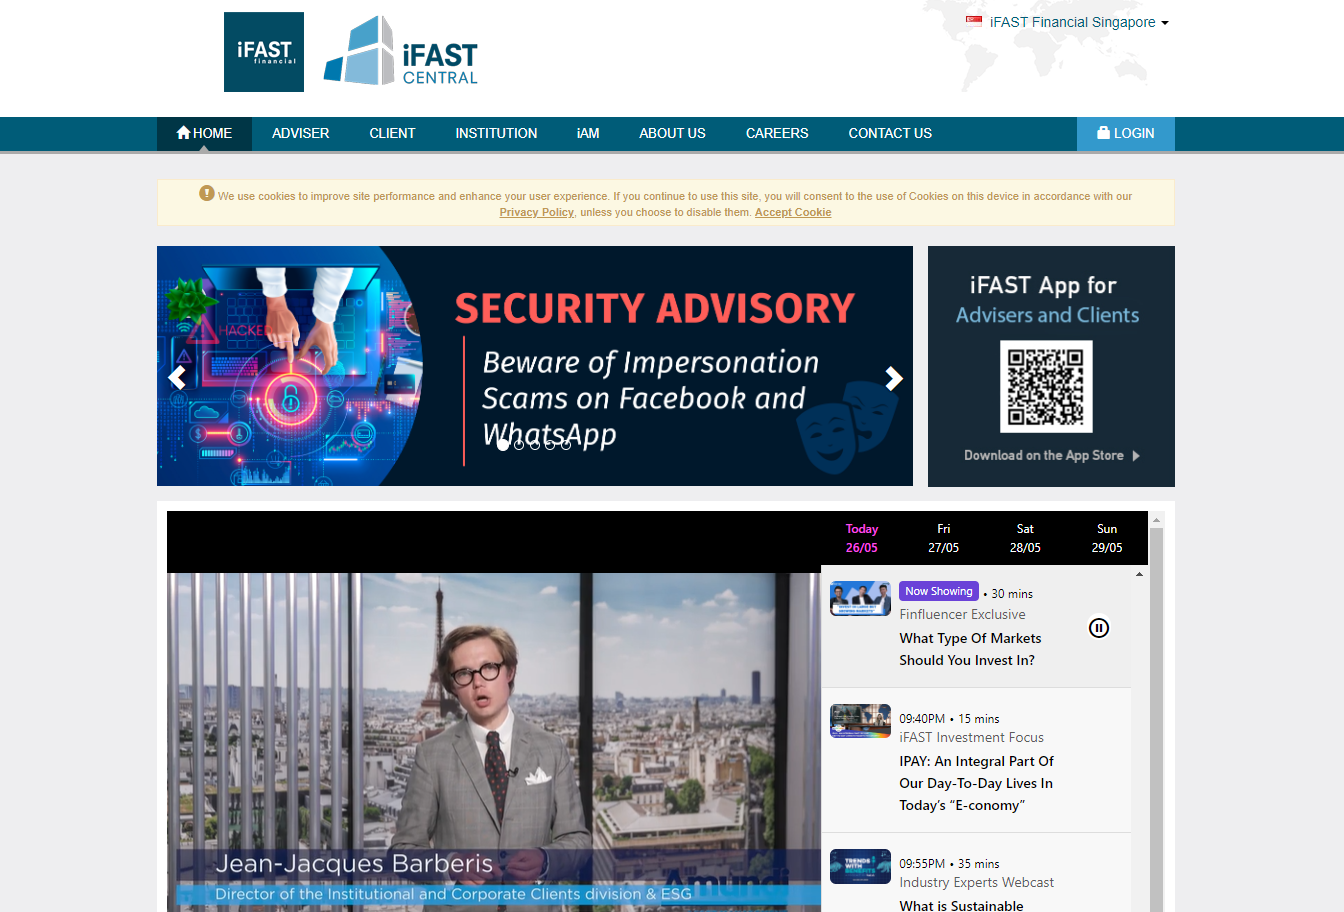 iFAST
financial
iFAST
CENTRAL
iFAST Financial Singapore
HOME
ADVISER
CLIENT
INSTITUTION
iAM
ABOUT US
CAREERS
CONTACT US
LOGIN
We use cookies to improve site performance and enhance your user experience. If you continue to use this site, you will consent to the use of Cookies on this device in accordance with our
Privacy Policy, unless you choose to disable them. Accept Cookie
HACKED
SECURITY ADVISORY
Beware of Impersonation
Scams on Facebook and
WhatsApp
iFAST App for
Advisers and Clients
Download on the App Store
Today
26/05
Fri
27/05
Sat
28/05
Sun
29/05
Now Showing • 30 mins
Finfluencer Exclusive
What Type Of Markets
Should You Invest In?
09:40PM • 15 mins
iFAST Investment Focus
IPAY: An Integral Part Of
Our Day-To-Day Lives In
Today's “E-conomy”
TRENDS
WITH
BENEFITS
09:55PM • 35 mins
Industry Experts Webcast
What is Sustainable
Jean-Jacques Barberis
Director of the Institutional and Corporate Clients division & ESG
Amundi